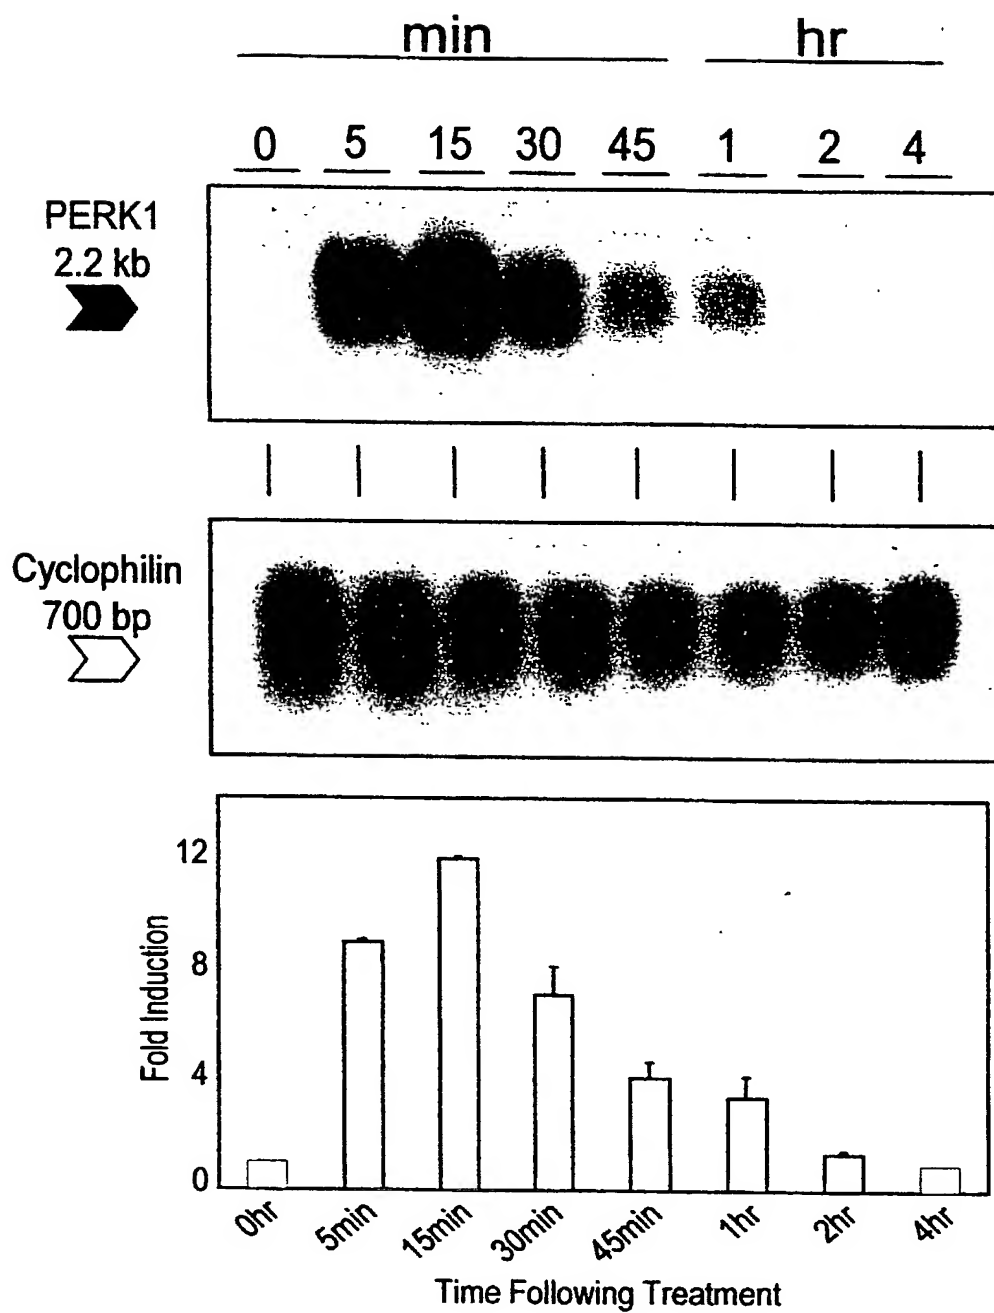 min hr
0 5 15 30 45 1 2 4
PERK1
2.2 kb
Cyclophilin
700 bp
12
8
4
0
Fold Induction
0hr 5min 15min 30min 45min 1hr 2hr 4hr
Time Following Treatment